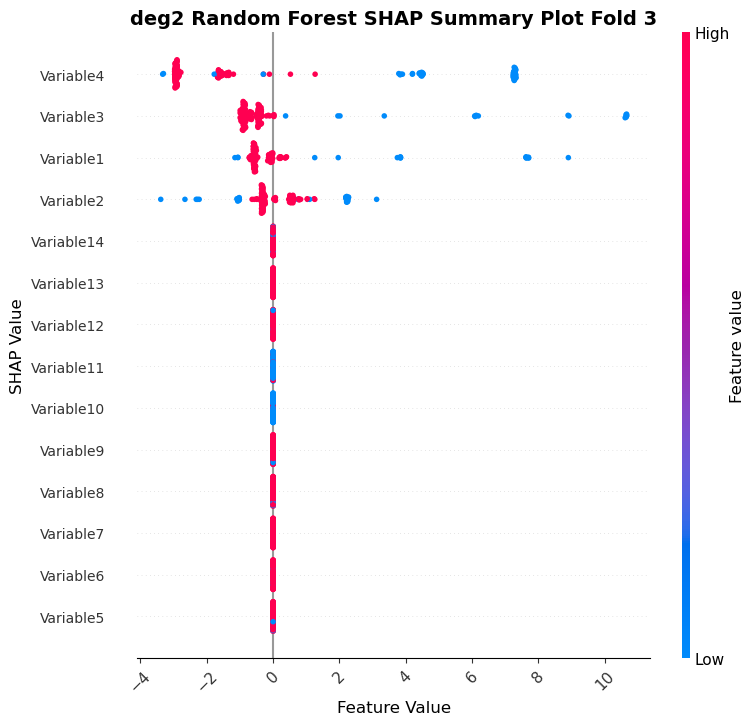 deg2 Random Forest SHAP Summary Plot Fold 3
High
Variable4
Variable3
Variable1
Variable2
Variable14
Variable13
Variable12
Variable11
Variable10
Variable9
Variable8
Variable7
Variable6
Variable5
SHAP Value
Feature value
Low
−4 −2 0 2 4 6 8 10
Feature Value